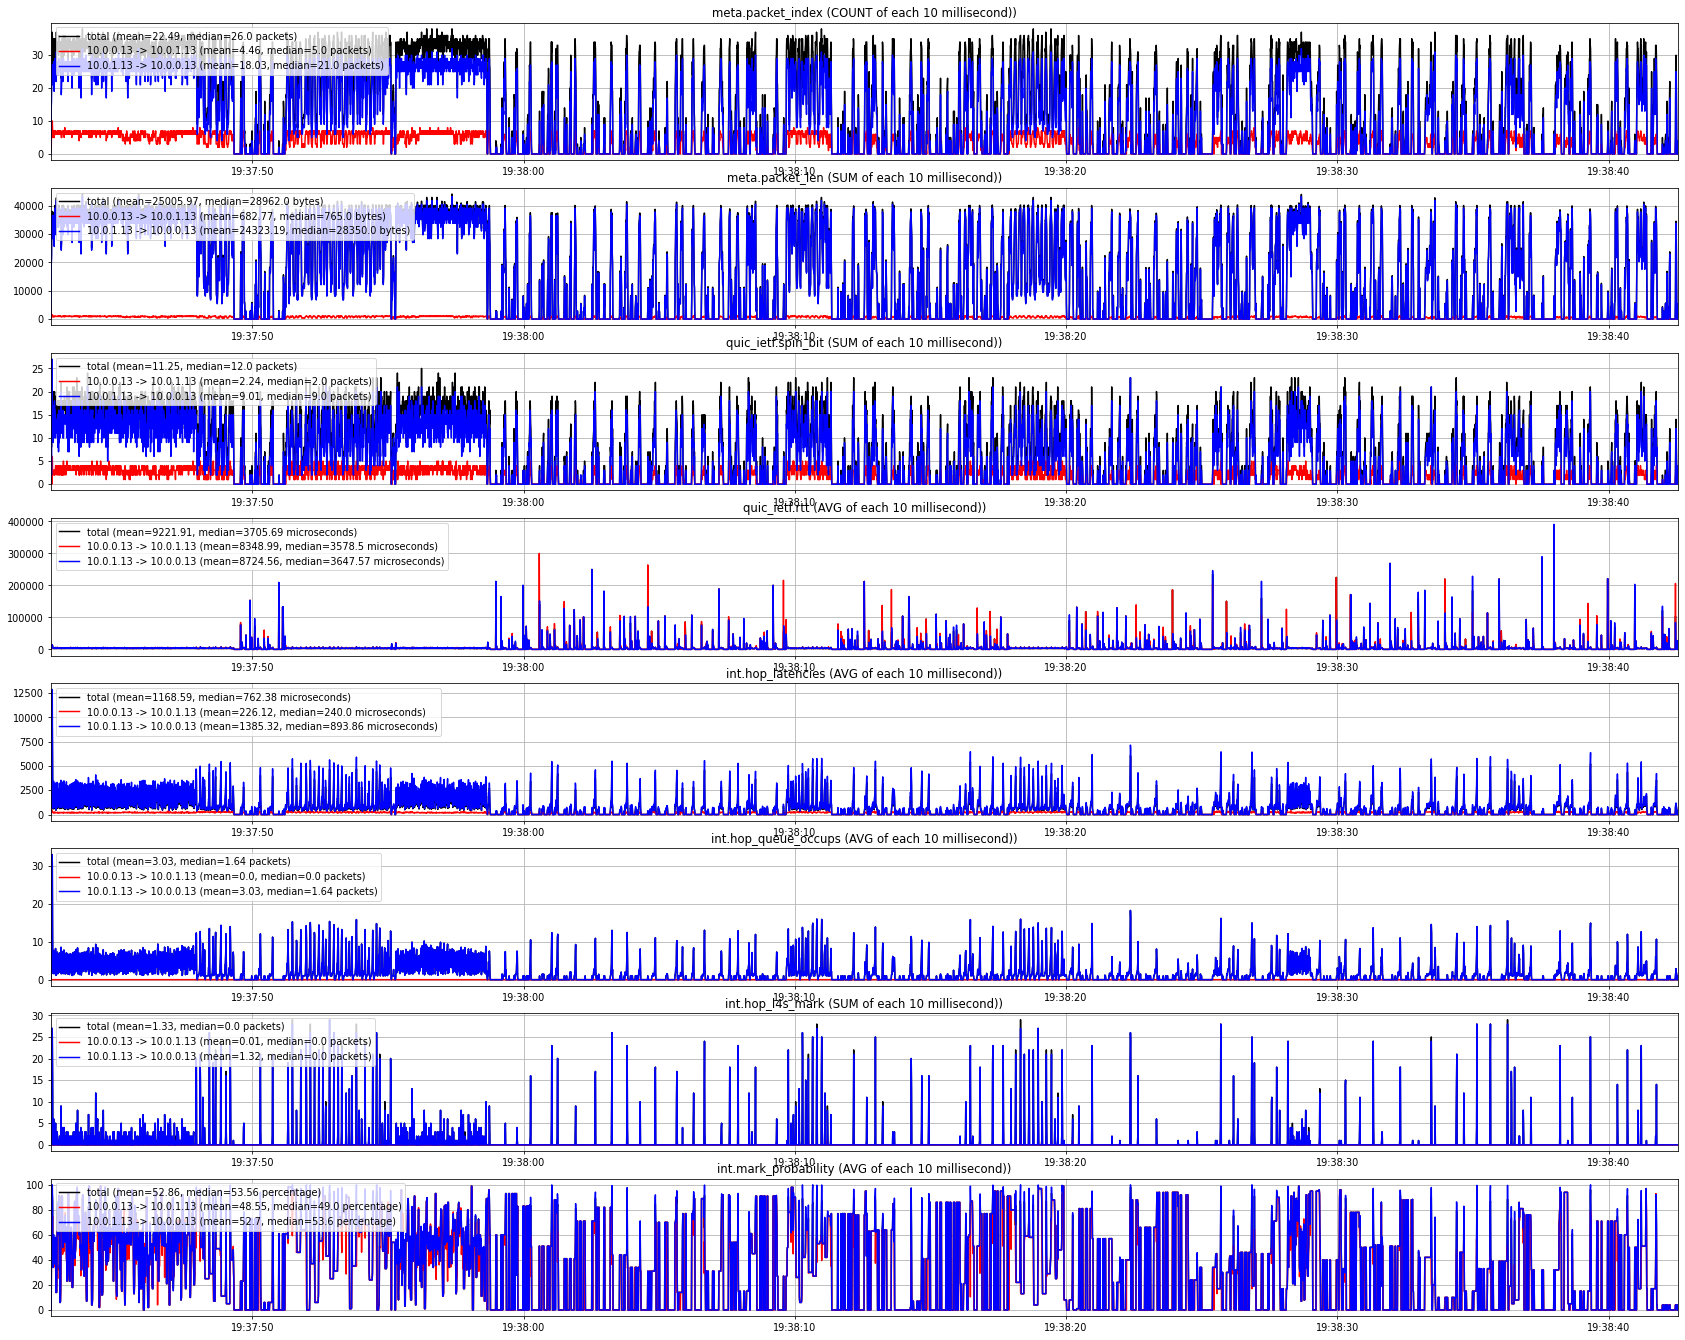 meta.packet_index (COUNT of each 10 millisecond))
total (mean=22.49, median=26.0 packets)
10.0.0.13 -> 10.0.1.13 (mean=4.46, median=5.0 packets)
10.0.1.13 -> 10.0.0.13 (mean=18.03, median=21.0 packets)
30
20
10
0
19:37:50 19:38:00 19:38:10 19:38:20 19:38:30 19:38:40
meta.packet_len (SUM of each 10 millisecond))
total (mean=25005.97, median=28962.0 bytes)
10.0.0.13 -> 10.0.1.13 (mean=682.77, median=765.0 bytes)
10.0.1.13 -> 10.0.0.13 (mean=24323.19, median=28350.0 bytes)
40000
30000
20000
10000
0
19:37:50 19:38:00 19:38:10 19:38:20 19:38:30 19:38:40
quic_ietf.spin_bit (SUM of each 10 millisecond))
total (mean=11.25, median=12.0 packets)
10.0.0.13 -> 10.0.1.13 (mean=2.24, median=2.0 packets)
10.0.1.13 -> 10.0.0.13 (mean=9.01, median=9.0 packets)
25
20
15
10
5
0
19:37:50 19:38:00 19:38:10 19:38:20 19:38:30 19:38:40
quic_ietf.rtt (AVG of each 10 millisecond))
total (mean=9221.91, median=3705.69 microseconds)
10.0.0.13 -> 10.0.1.13 (mean=8348.99, median=3578.5 microseconds)
10.0.1.13 -> 10.0.0.13 (mean=8724.56, median=3647.57 microseconds)
400000
300000
200000
100000
0
19:37:50 19:38:00 19:38:10 19:38:20 19:38:30 19:38:40
int.hop_latencies (AVG of each 10 millisecond))
total (mean=1168.59, median=762.38 microseconds)
10.0.0.13 -> 10.0.1.13 (mean=226.12, median=240.0 microseconds)
10.0.1.13 -> 10.0.0.13 (mean=1385.32, median=893.86 microseconds)
12500
10000
7500
5000
2500
0
19:37:50 19:38:00 19:38:10 19:38:20 19:38:30 19:38:40
int.hop_queue_occups (AVG of each 10 millisecond))
total (mean=3.03, median=1.64 packets)
10.0.0.13 -> 10.0.1.13 (mean=0.0, median=0.0 packets)
10.0.1.13 -> 10.0.0.13 (mean=3.03, median=1.64 packets)
30
20
10
0
19:37:50 19:38:00 19:38:10 19:38:20 19:38:30 19:38:40
int.hop_l4s_mark (SUM of each 10 millisecond))
total (mean=1.33, median=0.0 packets)
10.0.0.13 -> 10.0.1.13 (mean=0.01, median=0.0 packets)
10.0.1.13 -> 10.0.0.13 (mean=1.32, median=0.0 packets)
30
25
20
15
10
5
0
19:37:50 19:38:00 19:38:10 19:38:20 19:38:30 19:38:40
int.mark_probability (AVG of each 10 millisecond))
total (mean=52.86, median=53.56 percentage)
10.0.0.13 -> 10.0.1.13 (mean=48.55, median=49.0 percentage)
10.0.1.13 -> 10.0.0.13 (mean=52.7, median=53.6 percentage)
100
80
60
40
20
0
19:37:50 19:38:00 19:38:10 19:38:20 19:38:30 19:38:40